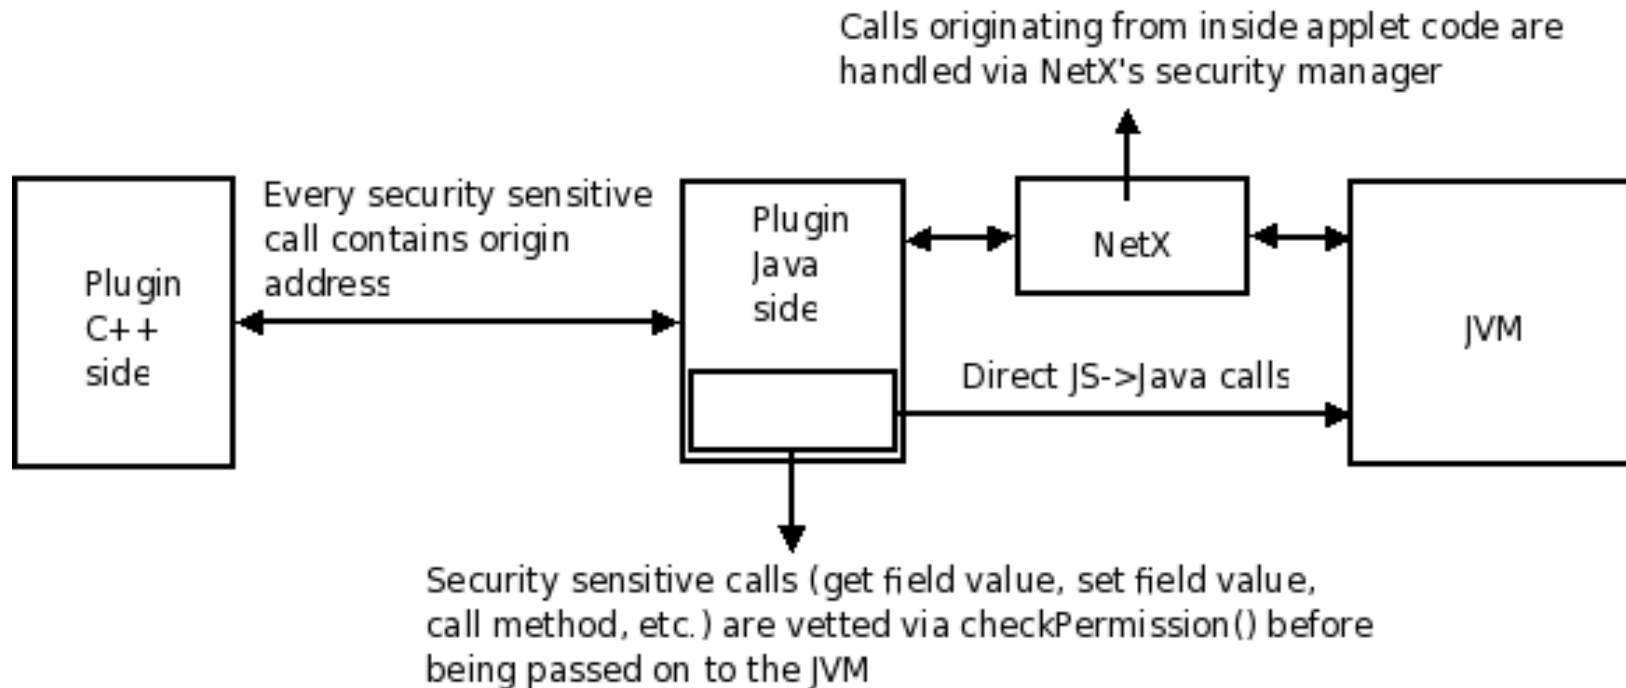 Calls originating from inside applet code are
handled via NetX's security manager
Every security sensitive
call contains origin
address
Plugin
C++
side
Plugin
Java
side
NetX
JVM
Direct JS->Java calls
Security sensitive calls (get field value, set field value,
call method, etc.) are vetted via checkPermission() before
being passed on to the JVM